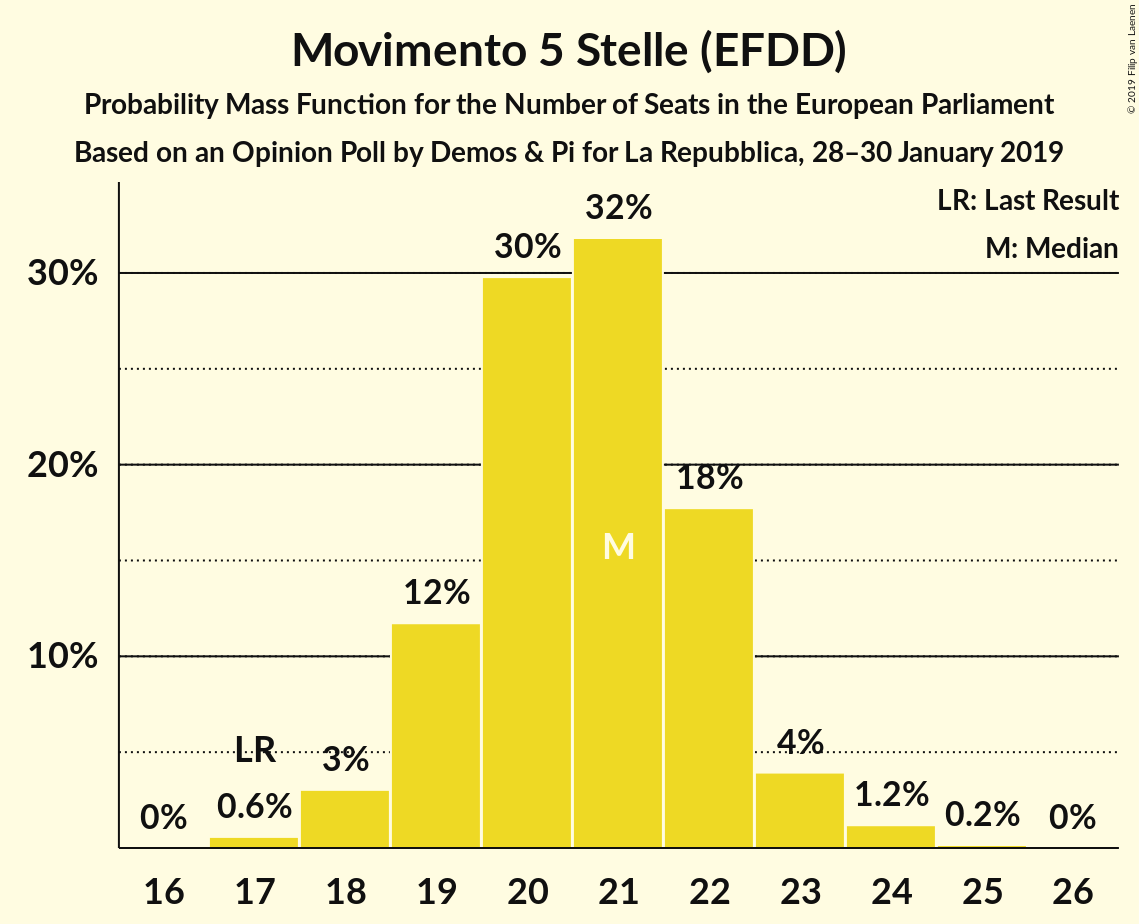 Movimento 5 Stelle (EFDD)
Probability Mass Function for the Number of Seats in the European Parliament
Based on an Opinion Poll by Demos & Pi for La Repubblica, 28–30 January 2019
© 2019 Filip van Laenen
LR: Last Result
M: Median
30%
20%
10%
0%
LR
0.6%
3%
12%
30%
32%
M
18%
4%
1.2%
0.2%
0%
16 17 18 19 20 21 22 23 24 25 26